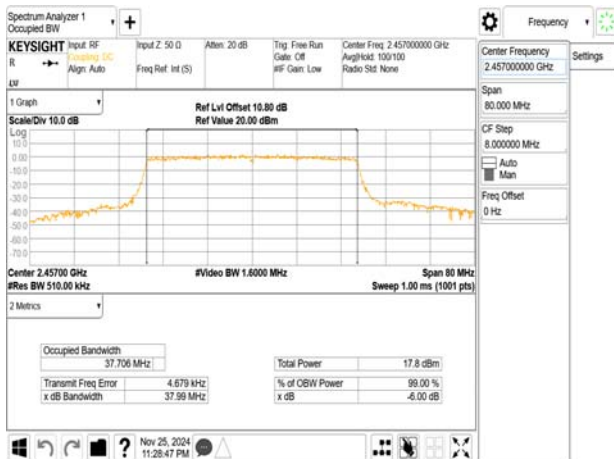 Spectrum Analyzer 1
Occupied BW
Frequency
KEYSIGHT
Input: RF
Coupling: DC
Align: Auto
Input Z: 50 Ω
Freq Ref: Int (S)
Atten: 20 dB
Trig: Free Run
Gate: Off
#IF Gain: Low
Center Freq: 2.457000000 GHz
Avg|Hold: 100/100
Radio Std: None
R
LXI
Center Frequency
2.457000000 GHz
Settings
Span
80.000 MHz
CF Step
8.000000 MHz
Auto
Man
Freq Offset
0 Hz
1 Graph
Ref Lvl Offset 10.80 dB
Scale/Div 10.0 dB
Ref Value 20.00 dBm
Log
10.0
0.00
-10.0
-20.0
-30.0
-40.0
-50.0
-60.0
-70.0
Center 2.45700 GHz
#Video BW 1.6000 MHz
Span 80 MHz
#Res BW 510.00 kHz
Sweep 1.00 ms (1001 pts)
2 Metrics
Occupied Bandwidth
37.706 MHz
Total Power
17.8 dBm
Transmit Freq Error
4.679 kHz
% of OBW Power
99.00 %
x dB Bandwidth
37.99 MHz
x dB
-6.00 dB
?
Nov 25, 2024
11:28:47 PM